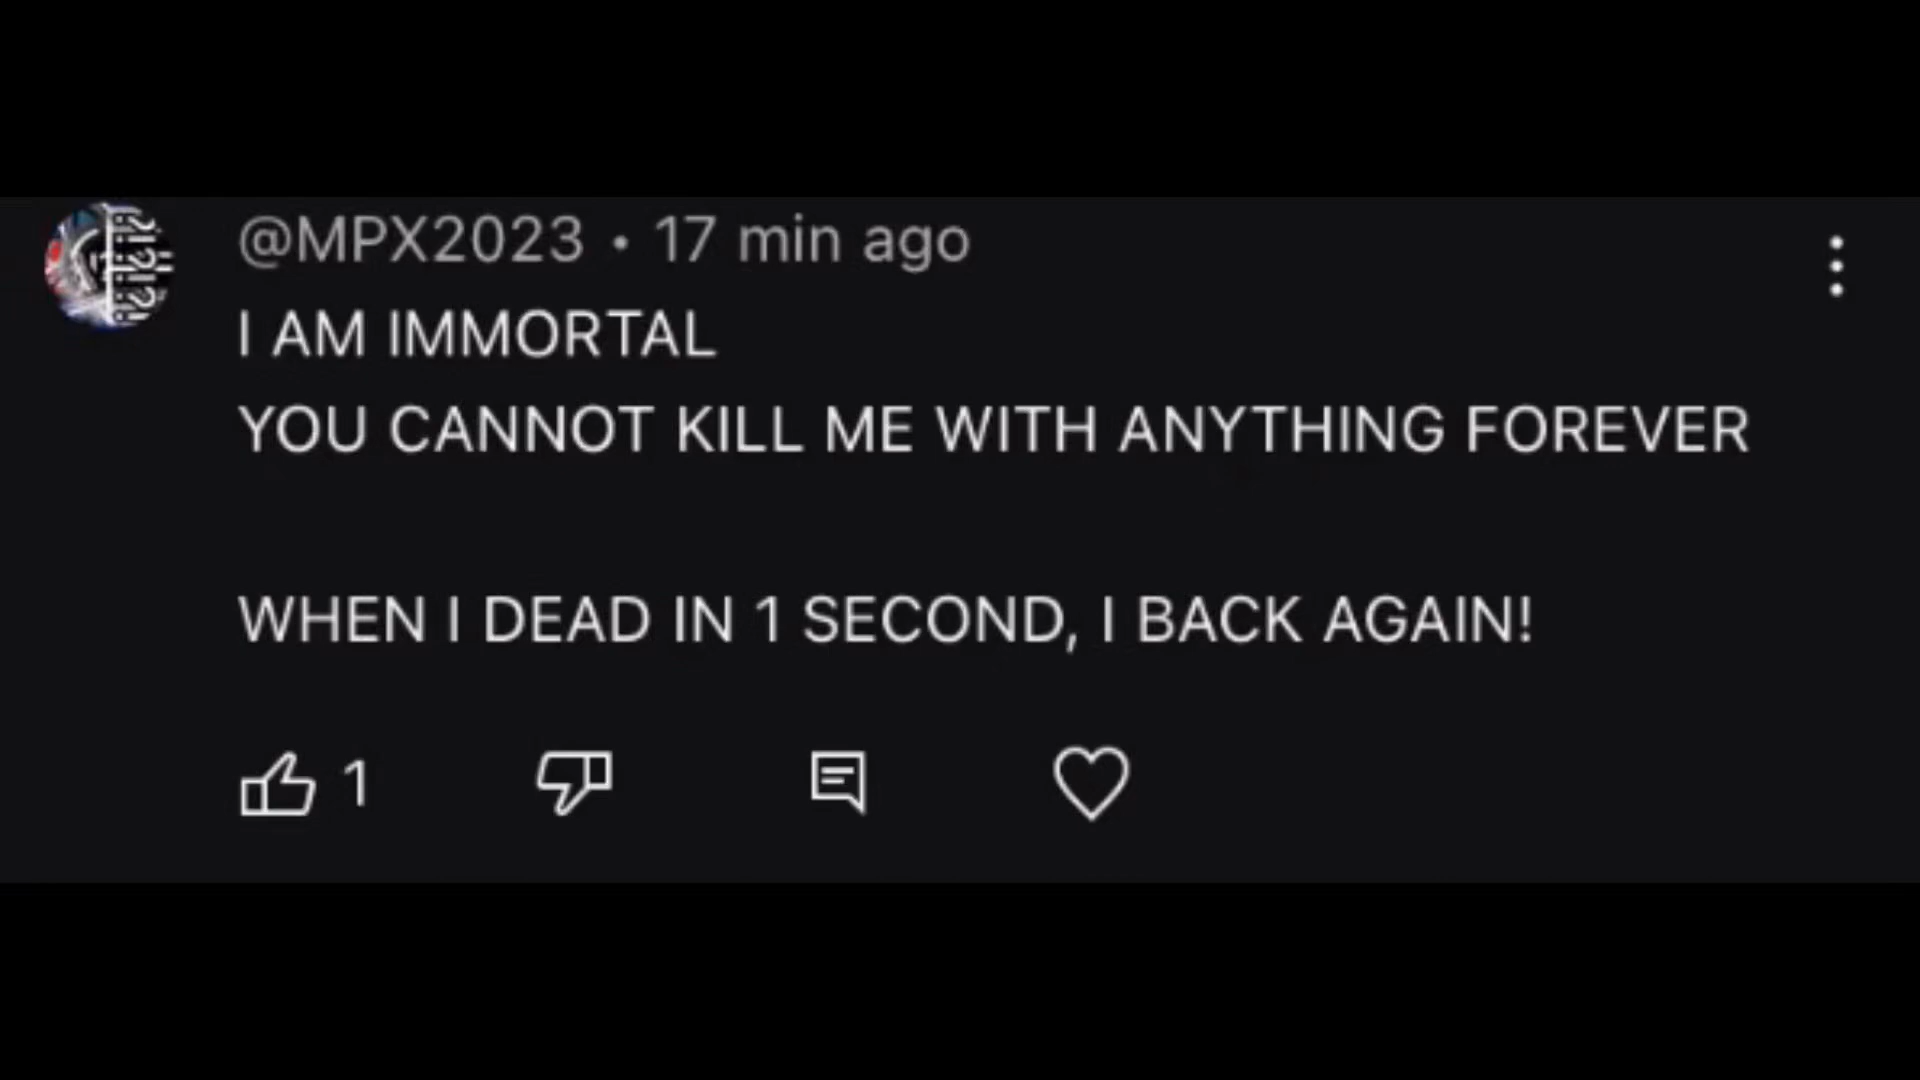 @MPX2023 • 17 min ago
I AM IMMORTAL
YOU CANNOT KILL ME WITH ANYTHING FOREVER
WHEN I DEAD IN 1 SECOND, I BACK AGAIN!
1